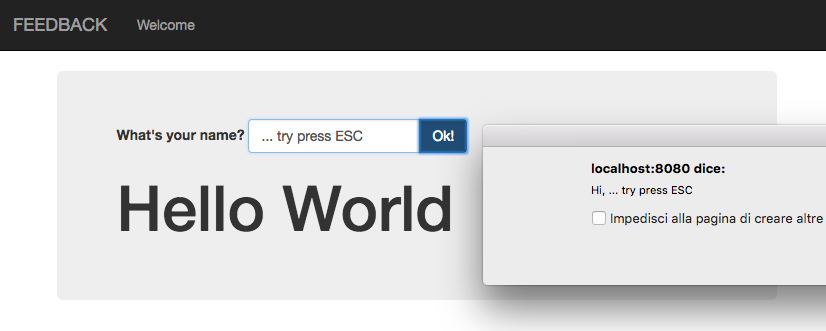 FEEDBACK Welcome
What's your name? ... try press ESC Ok!
Hello World
localhost:8080 dice:
Hi, ... try press ESC
Impedisci alla pagina di creare altre